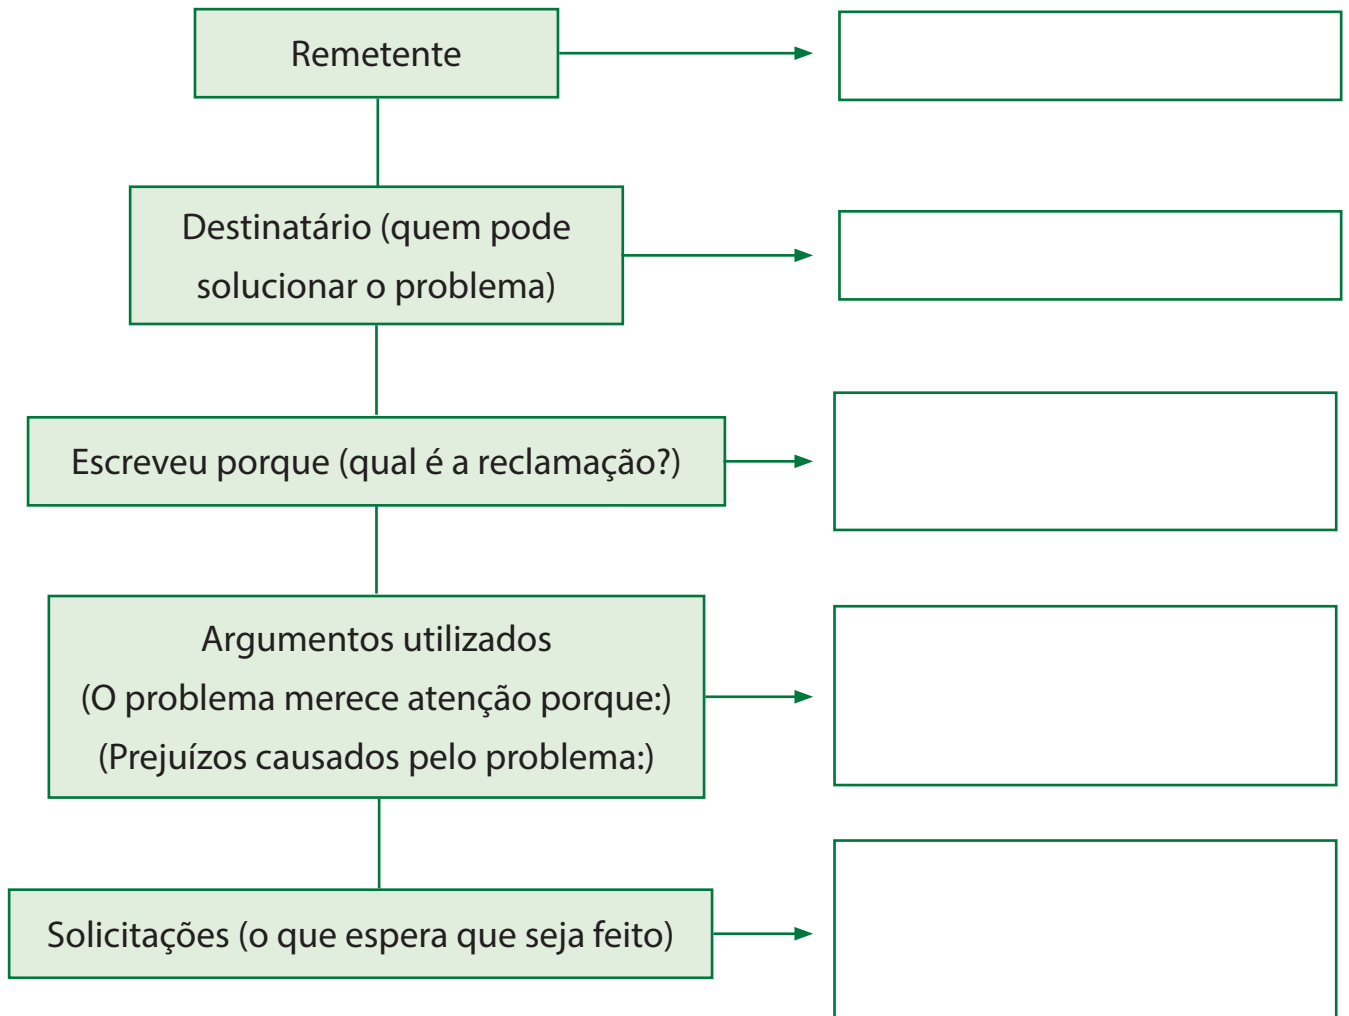 Remetente
Destinatário (quem pode
solucionar o problema)
Escreveu porque (qual é a reclamação?)
Argumentos utilizados
(O problema merece atenção porque:)
(Prejuízos causados pelo problema:)
Solicitações (o que espera que seja feito)